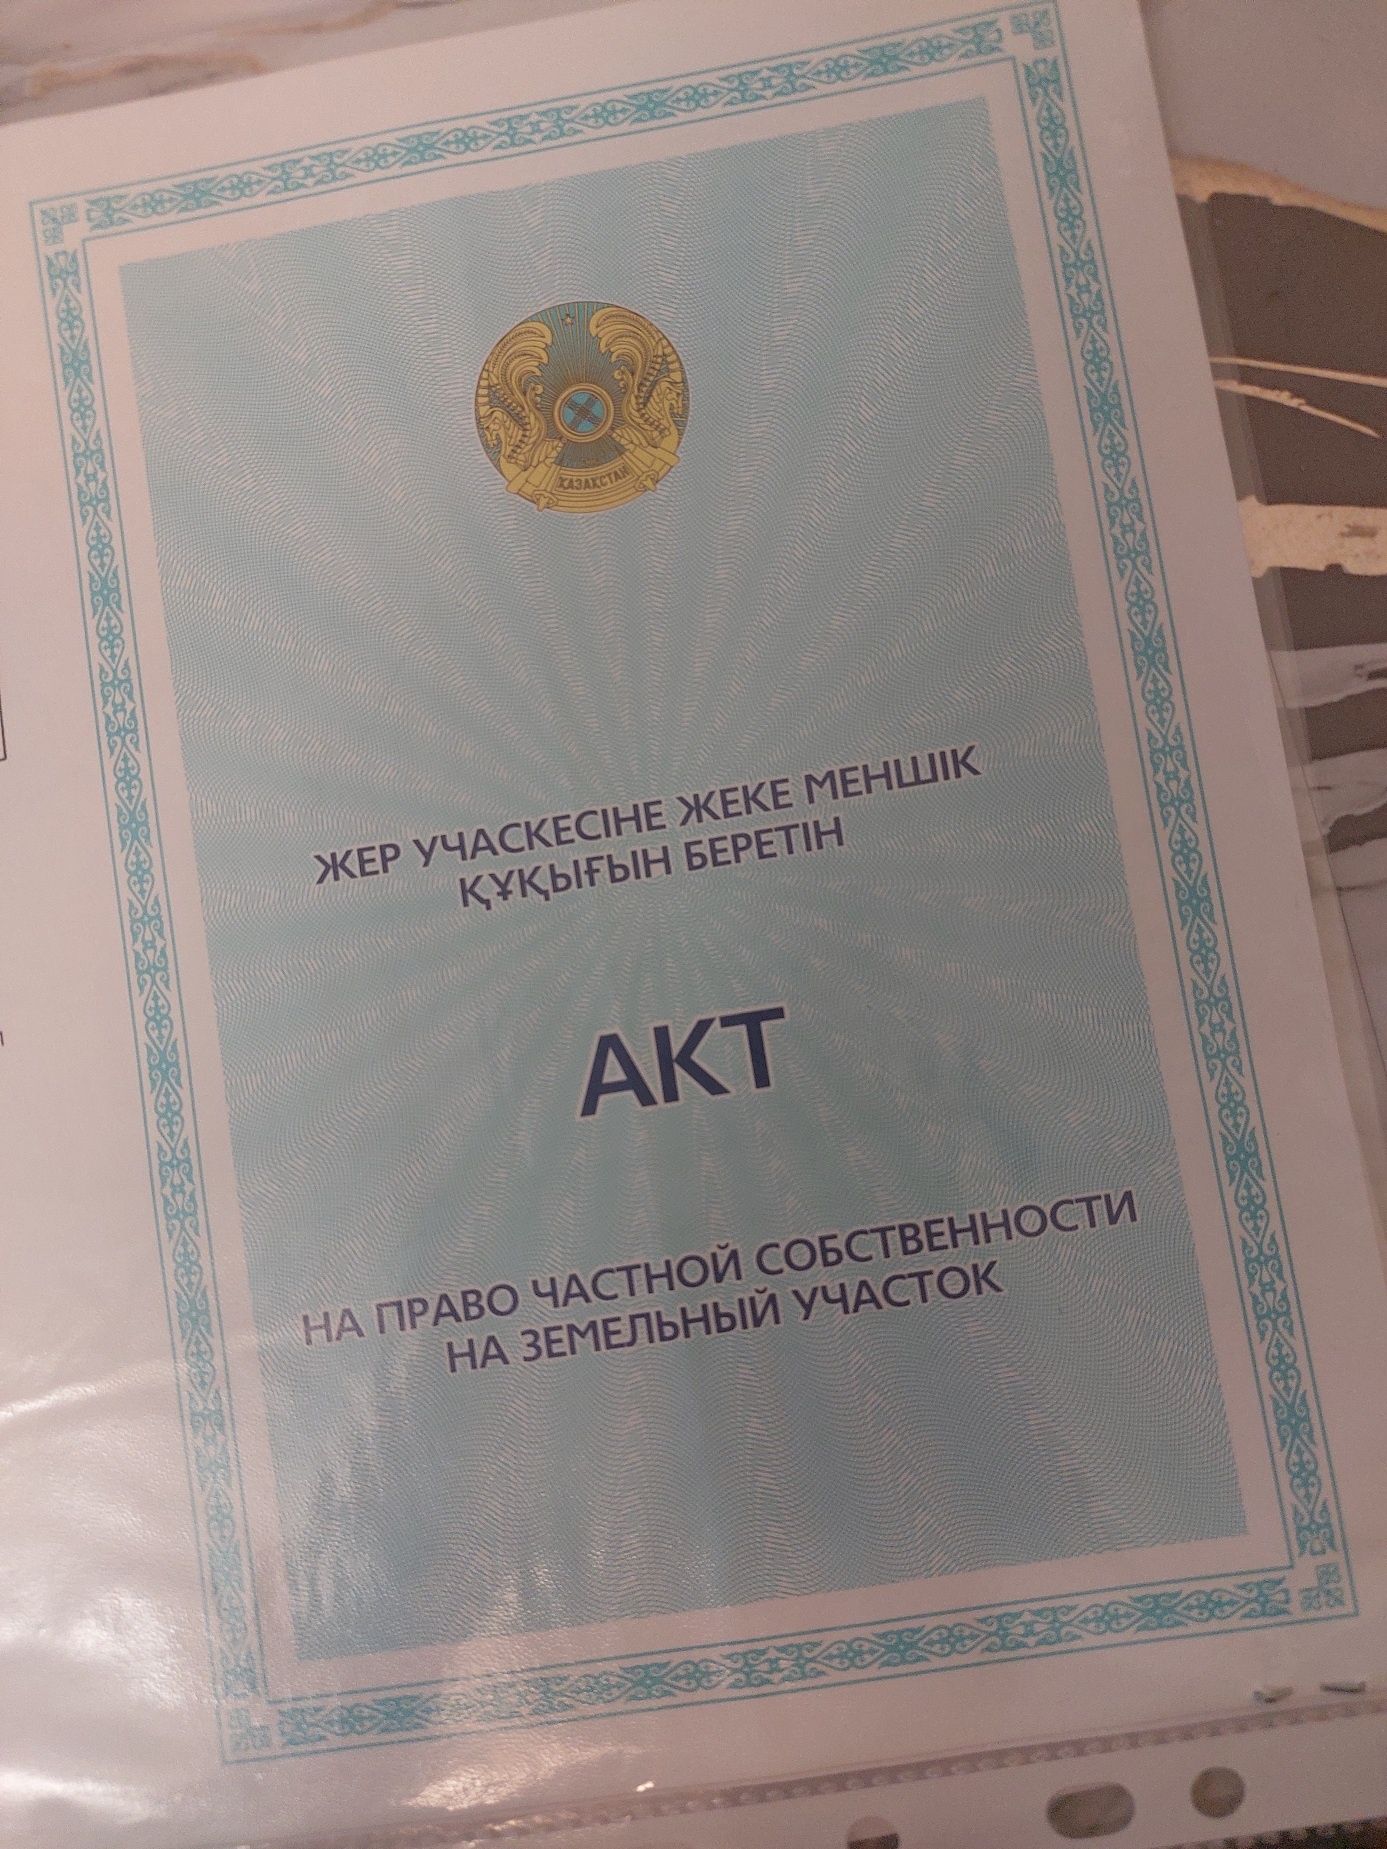 ҚАЗАҚСТАН
ЖЕР УЧАСКЕСІНЕ ЖЕКЕ МЕНШІК
ҚҰҚЫҒЫН БЕРЕТІН
АКТ
НА ПРАВО ЧАСТНОЙ СОБСТВЕННОСТИ
НА ЗЕМЕЛЬНЫЙ УЧАСТОК